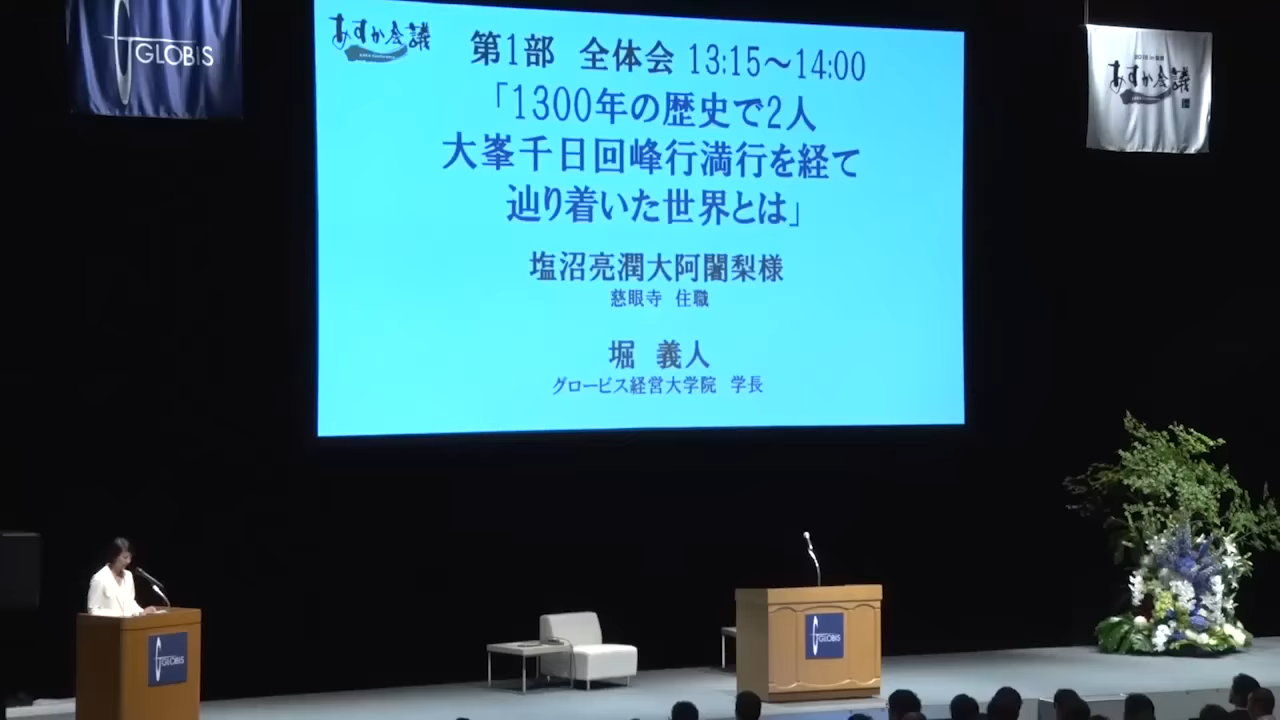 GLOBIS
あすか会議
第1部 全体会 13:15～14:00
「1300年の歴史で2人
大峯千日回峰行満行を経て
辿り着いた世界とは」
塩沼亮潤大阿闍梨様
慈眼寺 住職
堀 義人
グロービス経営大学院 学長
あすか会議
GLOBIS
GLOBIS